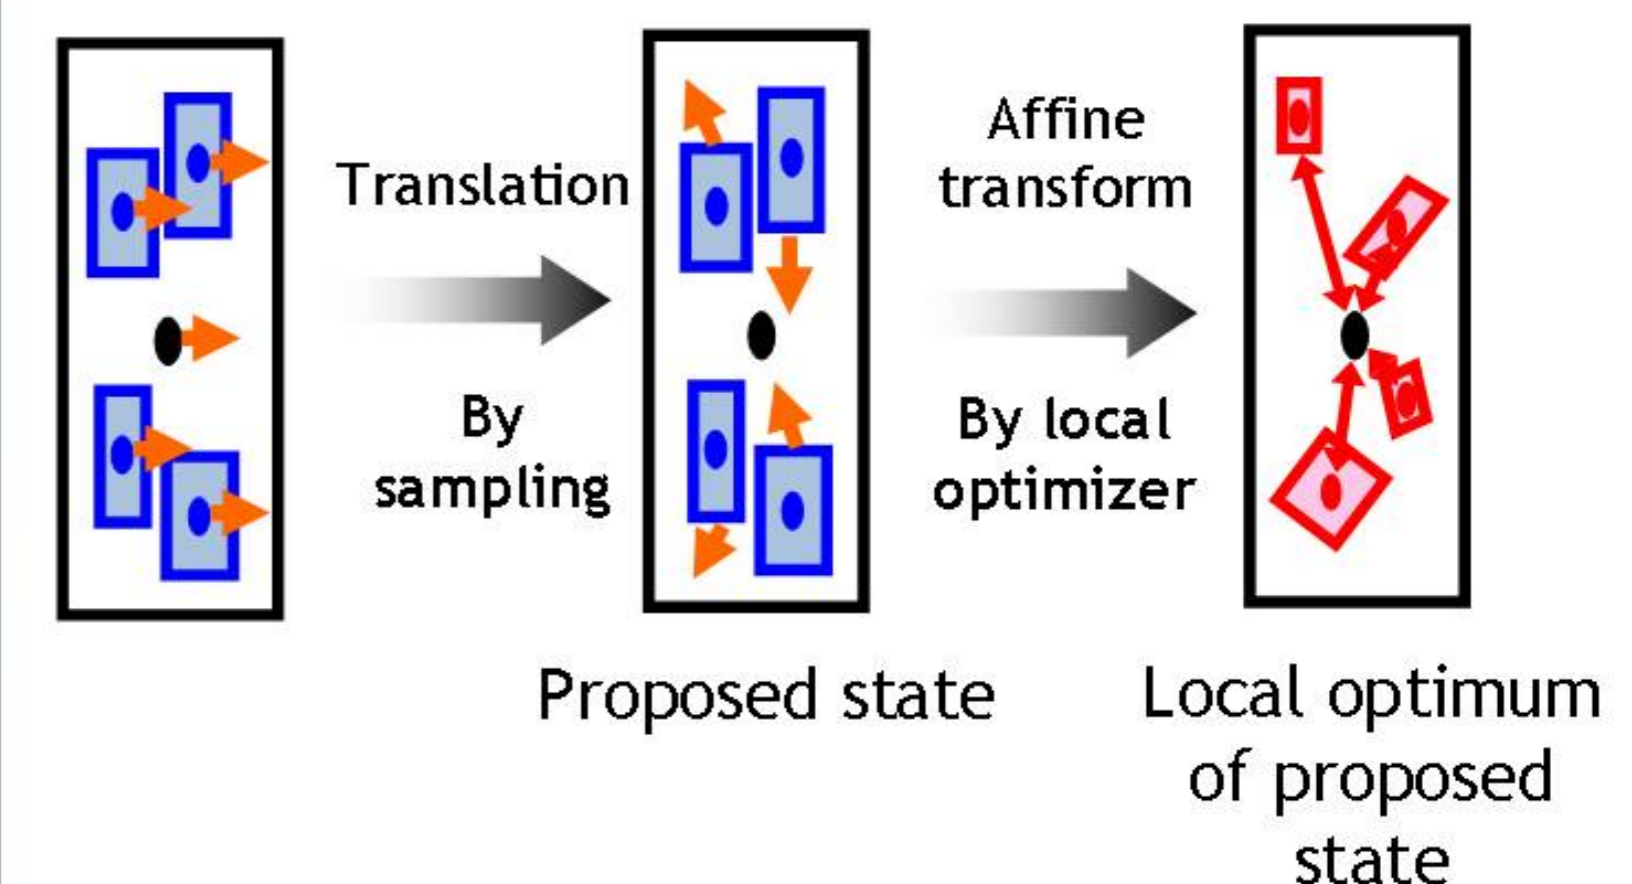 Translation
By
sampling
Affine
transform
By local
optimizer
Proposed state
Local optimum
of proposed
state